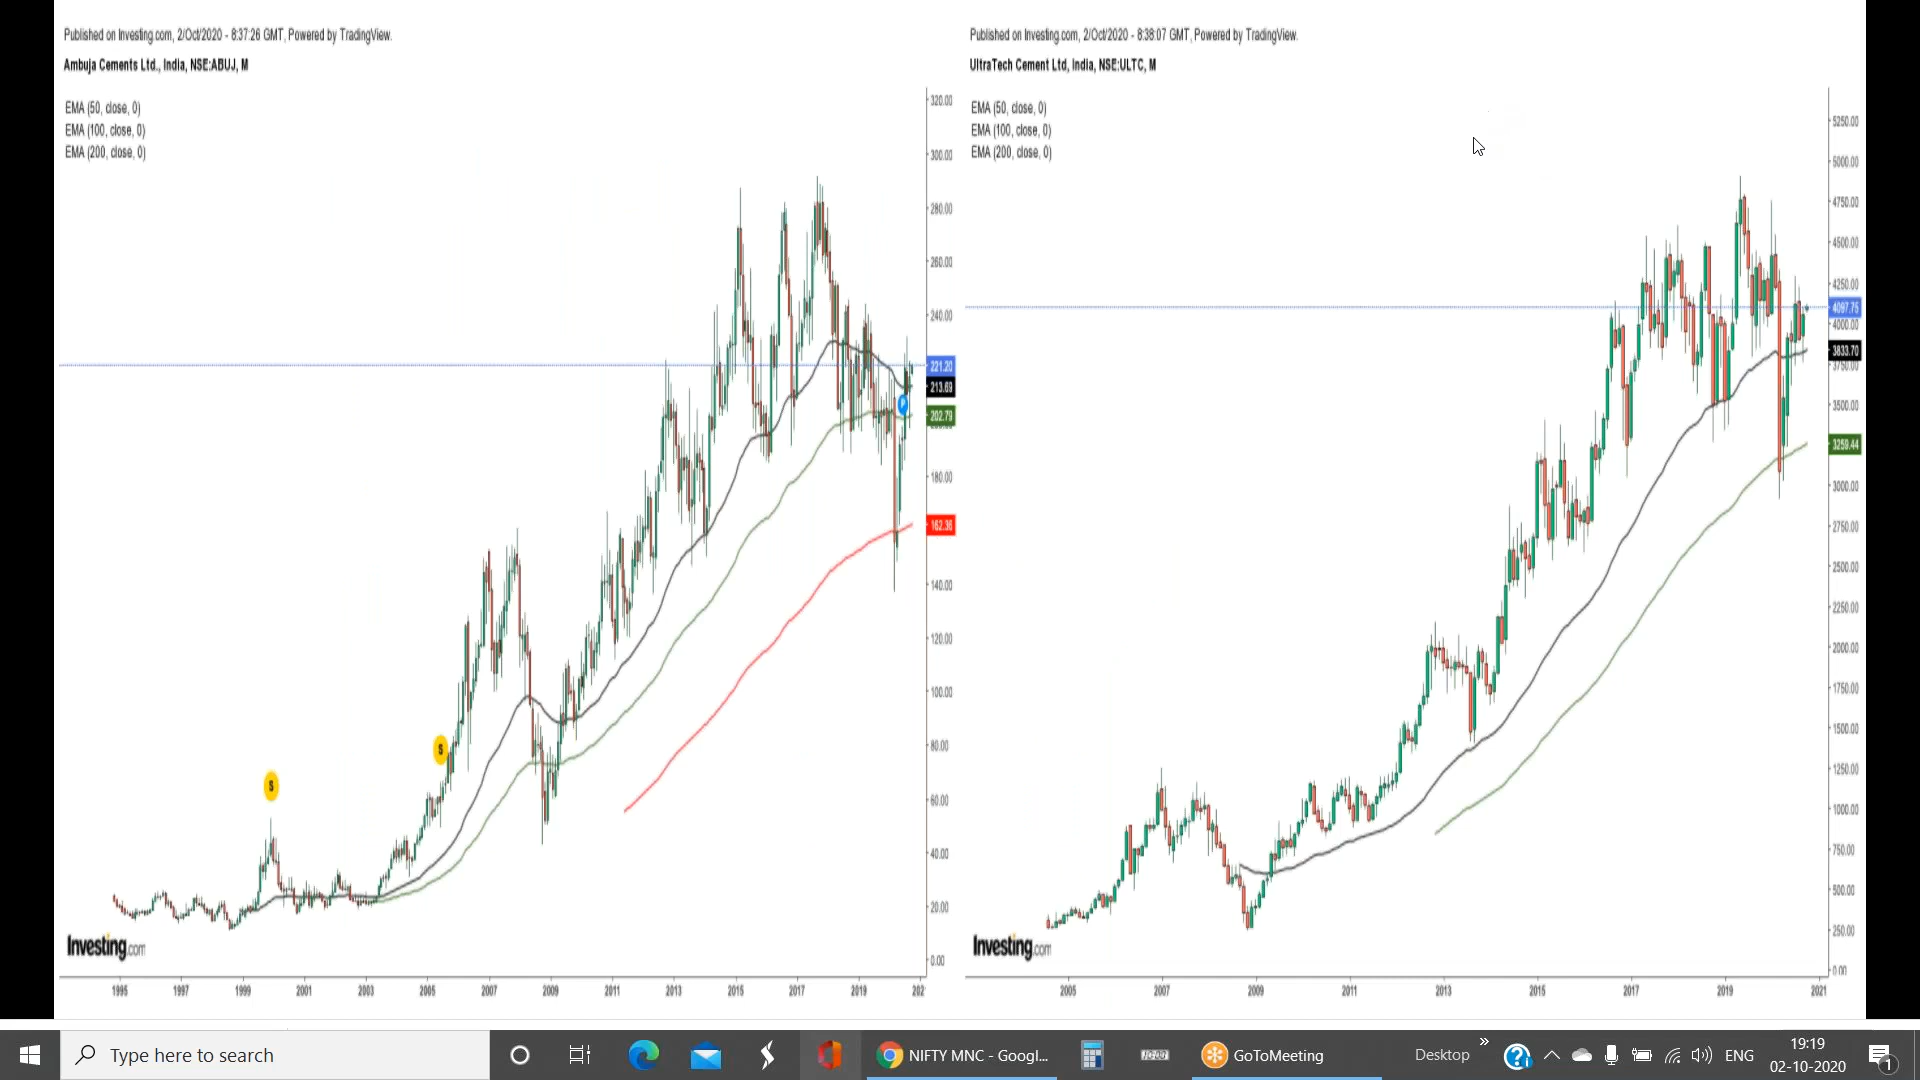 Published on Investing.com, 2/Oct/2020 - 8:37:26 GMT, Powered by TradingView.
Ambuja Cements Ltd., India, NSE:ABUJ, M
EMA (50, close, 0)
EMA (100, close, 0)
EMA (200, close, 0)
320.00
300.00
280.00
260.00
240.00
221.20
213.69
202.79
180.00
162.36
140.00
120.00
100.00
80.00
60.00
40.00
20.00
0.00
P
S
S
Investing.com
1995 1997 1999 2001 2003 2005 2007 2009 2011 2013 2015 2017 2019 202
Published on Investing.com, 2/Oct/2020 - 8:38:07 GMT, Powered by TradingView.
UltraTech Cement Ltd, India, NSE:ULTC, M
EMA (50, close, 0)
EMA (100, close, 0)
EMA (200, close, 0)
5250.00
5000.00
4750.00
4500.00
4250.00
4097.75
4000.00
3833.70
3750.00
3500.00
3259.44
3000.00
2750.00
2500.00
2250.00
2000.00
1750.00
1500.00
1250.00
1000.00
750.00
500.00
250.00
0.00
Investing.com
2005 2007 2009 2011 2013 2015 2017 2019 2021
Type here to search
NIFTY MNC - Googl...
GoToMeeting
Desktop
ENG
19:19
02-10-2020
1